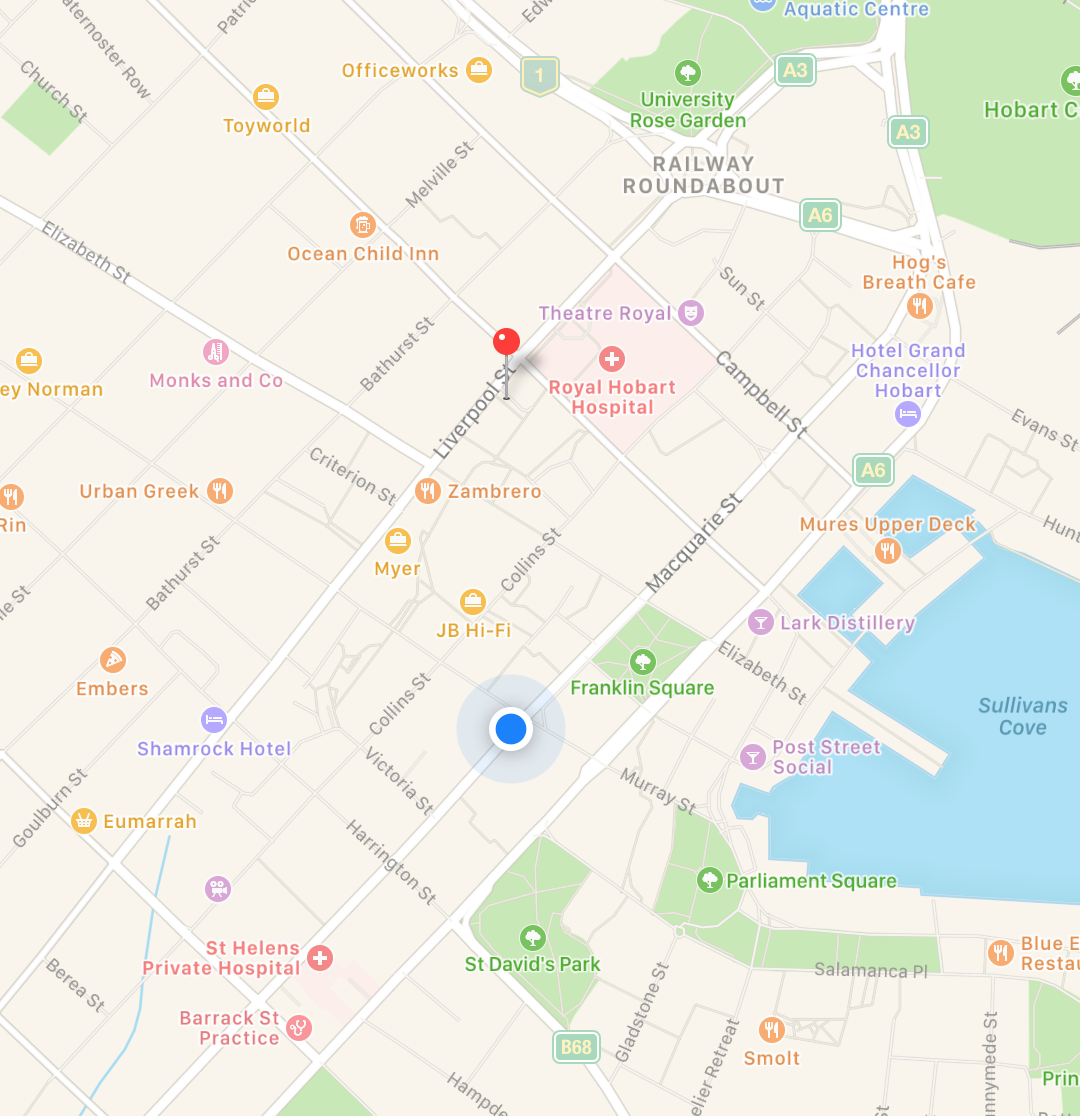 Paternoster Row
Church St
Aquatic Centre
Officeworks
1
A3
University
Rose Garden
Hobart C
Toyworld
A3
RAILWAY
ROUNDABOUT
Melville St
A6
Elizabeth St
Ocean Child Inn
Hog's
Breath Cafe
Sun St
Theatre Royal
Bathurst St
Hotel Grand
Chancellor
Hobart
Monks and Co
ey Norman
Royal Hobart
Hospital
Campbell St
Liverpool St
Evans St
Criterion St
A6
Urban Greek
Zambrero
Rin
Mures Upper Deck
Hunt
Macquarie St
Collins St
Myer
Bathurst St
le St
JB Hi-Fi
Lark Distillery
Elizabeth St
Embers
Franklin Square
Collins St
Sullivans
Cove
Shamrock Hotel
Post Street
Social
Victoria St
Murray St
Goulburn St
Eumarrah
Harrington St
Parliament Square
St Helens
Private Hospital
St David's Park
Blue E
Restau
Salamanca Pl
Berea St
Gladstone St
Barrack St
Practice
B68
Smolt
elier Retreat
nnymede St
Hampde
Prin
St